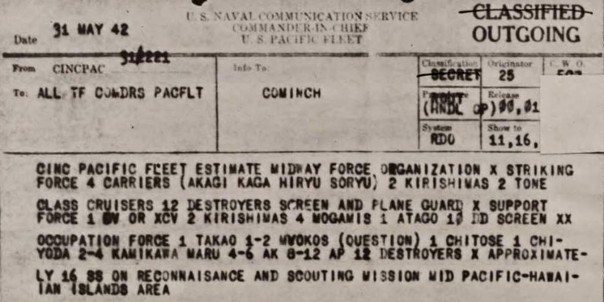 CLASSIFIED
U. S. NAVAL COMMUNICATION SERVICE
COMMANDER-IN-CHIEF
U. S. PACIFIC FLEET
OUTGOING
Date 31 MAY 42
From CINCPAC
Info To
Classification
SECRET
Originator
25
C. W. O.
To: ALL TF COMDRS PACFLT
COMINCH
Release
System
RDO
Show to
11,16,
CINC PACIFIC FLEET ESTIMATE MIDWAY FORCE ORGANIZATION X STRIKING
FORCE 4 CARRIERS (AKAGI KAGA HIRYU SORYU) 2 KIRISHIMAS 2 TONE
CLASS CRUISERS 12 DESTROYERS SCREEN AND PLANE GUARD X SUPPORT
FORCE 1 CV OR XCV 2 KIRISHIMAS 4 MOGAMIS 1 ATAGO DD SCREEN XX
OCCUPATION FORCE 1 TAKAO 1-2 (QUESTION) 1 CHITOSE 1 CHI-
YODA 2-4 KAMIKAWA MARU 4-6 AK 8-12 AP 12 DESTROYERS X APPROXIMATE-
LY 16 SS ON RECONNAISANCE AND SCOUTING MISSION MID PACIFIC-HAWAI-
IAN ISLANDS AREA